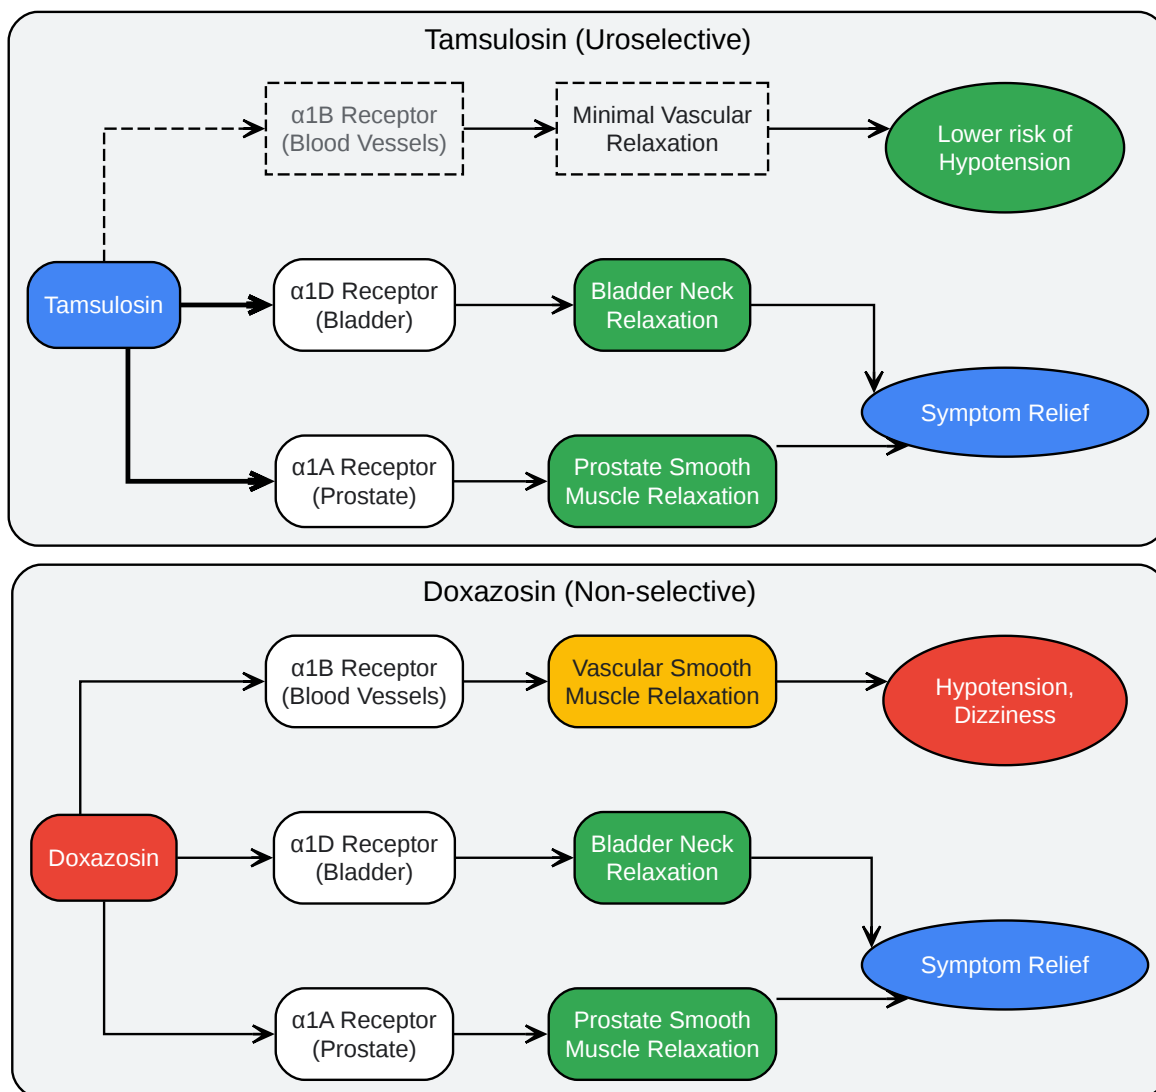 Tamsulosin (Uroselective)
α1B Receptor
(Blood Vessels)
Minimal Vascular
Relaxation
Lower risk of
Hypotension
Tamsulosin
α1D Receptor
(Bladder)
Bladder Neck
Relaxation
Symptom Relief
α1A Receptor
(Prostate)
Prostate Smooth
Muscle Relaxation
Doxazosin (Non-selective)
α1B Receptor
(Blood Vessels)
Vascular Smooth
Muscle Relaxation
Hypotension,
Dizziness
Doxazosin
α1D Receptor
(Bladder)
Bladder Neck
Relaxation
Symptom Relief
α1A Receptor
(Prostate)
Prostate Smooth
Muscle Relaxation